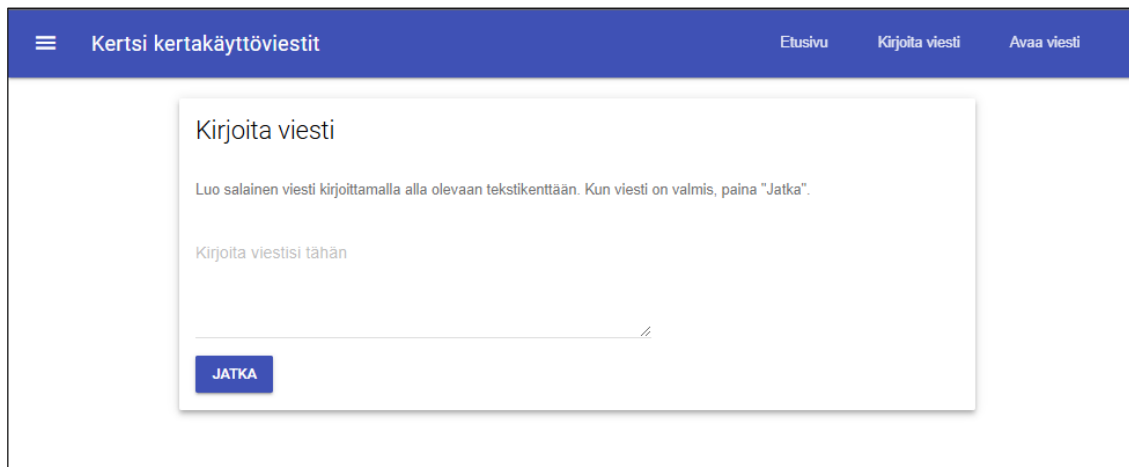 Kertsi kertakäyttöviestit
Etusivu
Kirjoita viesti
Avaa viesti
Kirjoita viesti
Luo salainen viesti kirjoittamalla alla olevaan tekstikenttään. Kun viesti on valmis, paina "Jatka".
Kirjoita viestisi tähän
JATKA